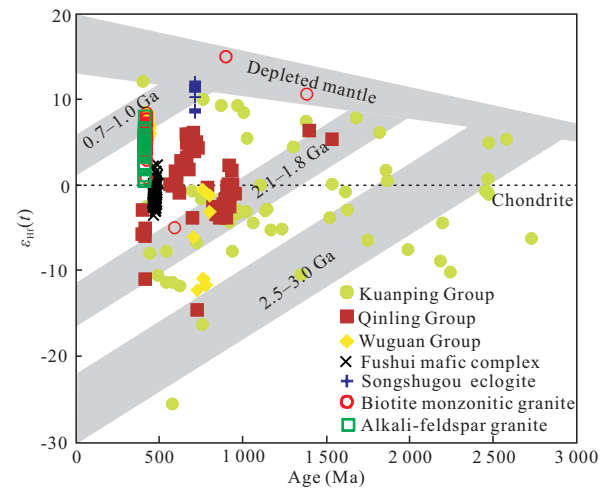 20
10
0
-10
-20
-30
εHf(t)
0
500
1 000
1 500
2 000
2 500
3 000
Age (Ma)
Depleted mantle
0.7–1.0 Ga
2.1–1.8 Ga
Chondrite
2.5–3.0 Ga
Kuanping Group
Qinling Group
Wuguan Group
Fushui mafic complex
Songshugou eclogite
Biotite monzonitic granite
Alkali-feldspar granite